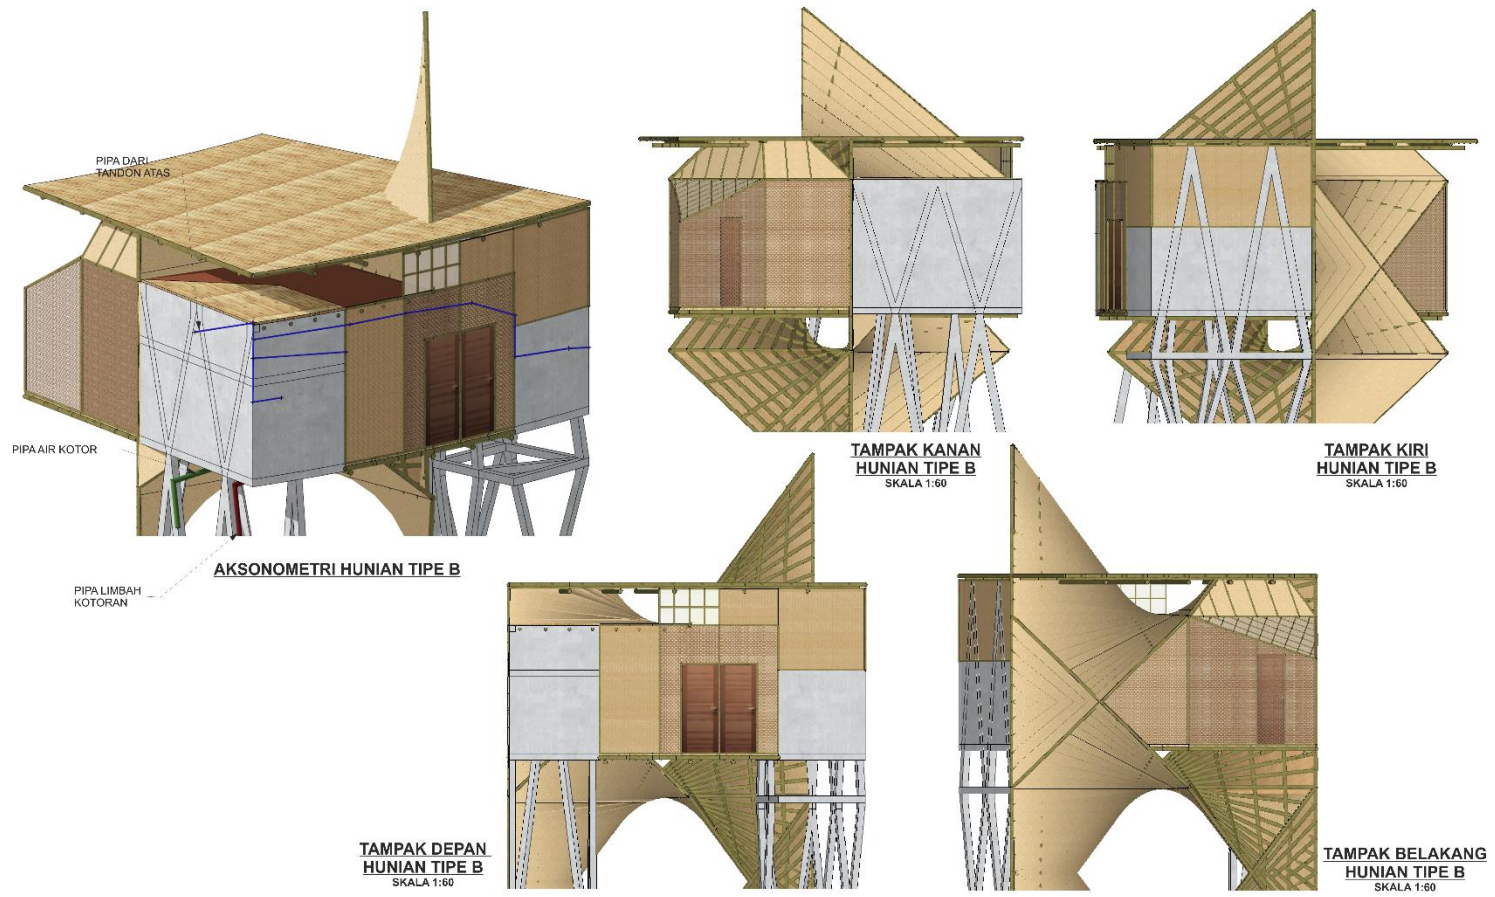 PIPA DARI
TANDON ATAS
PIPA AIR KOTOR
PIPA LIMBAH
KOTORAN
AKSONOMETRI HUNIAN TIPE B
TAMPAK KANAN
HUNIAN TIPE B
SKALA 1:60
TAMPAK KIRI
HUNIAN TIPE B
SKALA 1:60
TAMPAK DEPAN
HUNIAN TIPE B
SKALA 1:60
TAMPAK BELAKANG
HUNIAN TIPE B
SKALA 1:60